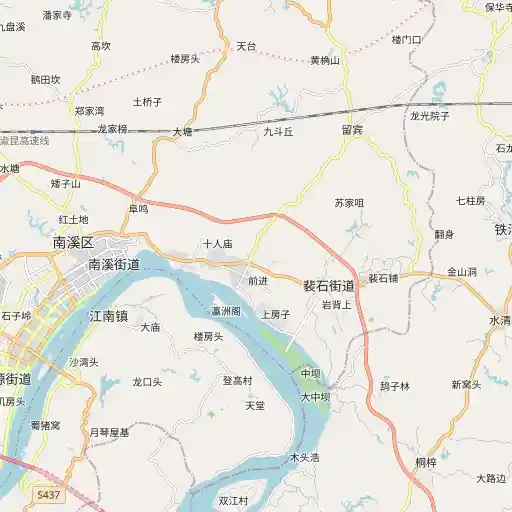 保华寺
潘家寺
九盘溪
楼门口
高坎
天台
楼房头
黄桷山
鹅田坎
土桥子
郑家湾
龙光院子
龙家榜
大塘
九斗丘
留宾
渝昆高速线
石龙
水塘
矮子山
苏家咀
七柱房
阜鸣
红土地
翻身
铁清
南溪区
十人庙
南溪街道
裴石铺
金山洞
前进
裴石街道
岩背上
瀛洲阁
石子岭
江南镇
上房子
大庙
水清
楼房头
沙湾头
中坝
源街道
龙口头
登高村
鸹子林
新窝头
大中坝
几房头
天堂
蜀猪窝
月琴屋基
木头浩
桐梓
大路边
S437
双江村